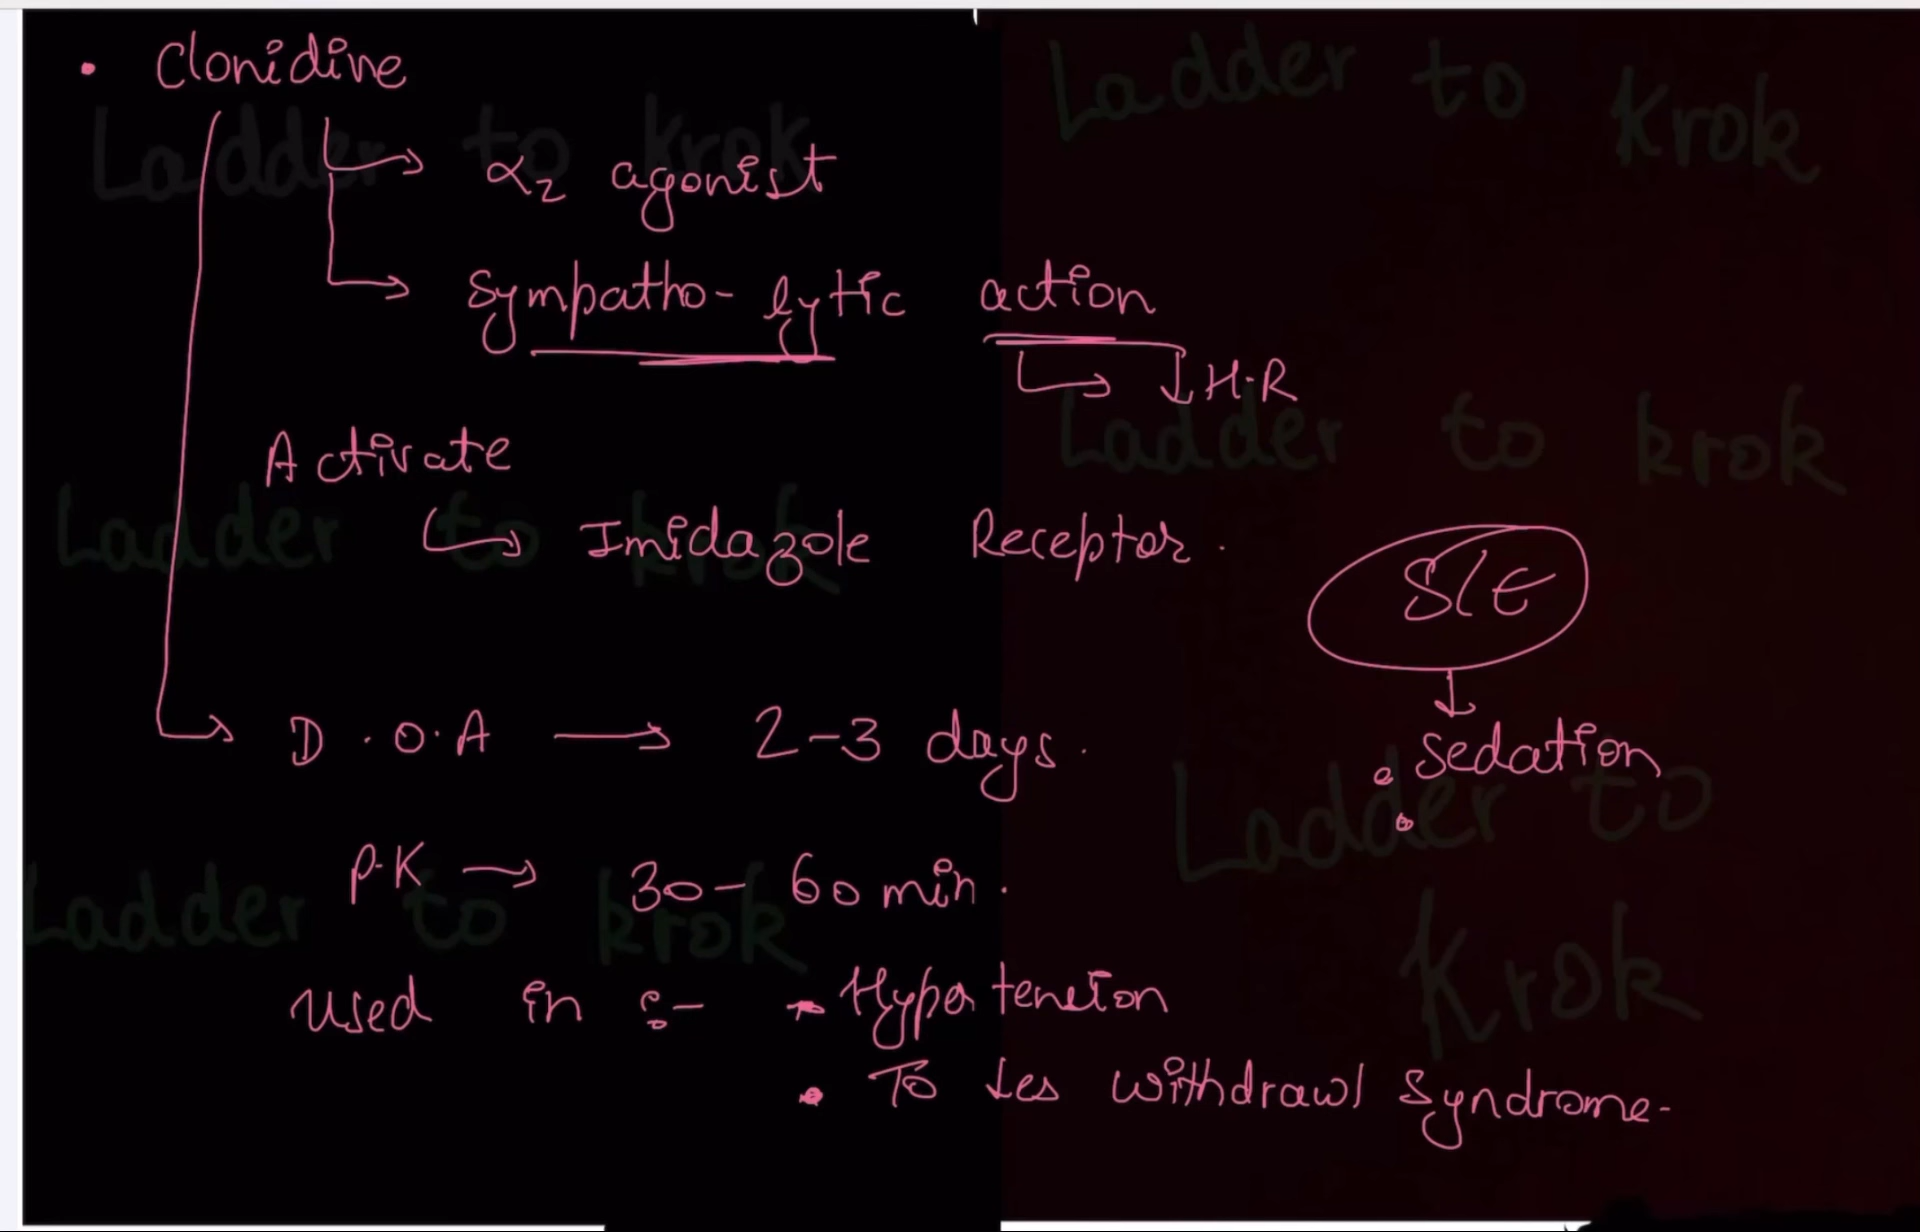 • Clonidine
Ladder to krok
Ladder to Krok
→ α2 agonist
→ Sympatho-lytic action
→ ↓H.R
Ladder to krok
Activate
Ladder to krok
→ Imidazole Receptor.
S/E
→ D.O.A → 2-3 days.
• Sedation
Ladder to
Krok
P.K → 30-60 min.
Ladder to krok
Used in :- • Hypertension
• To ↓es withdrawl Syndrome-